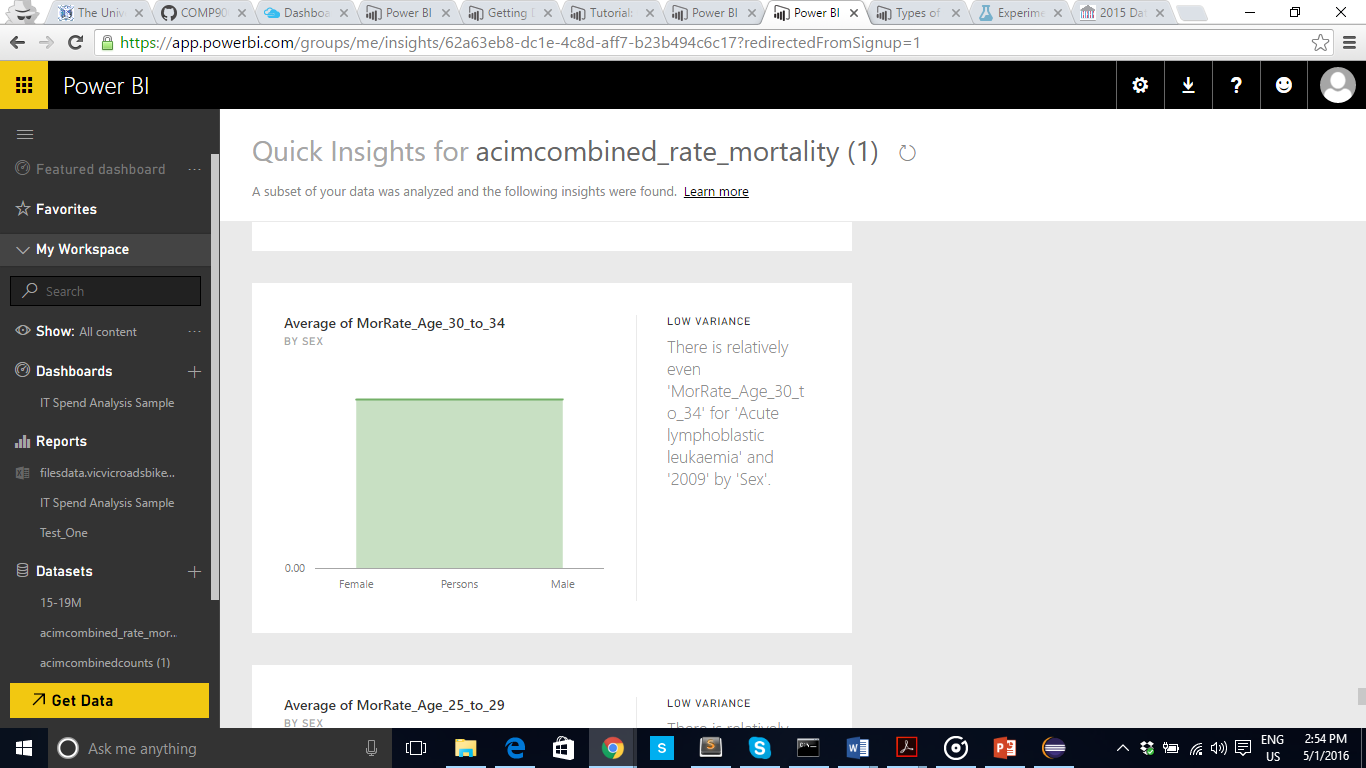 The Unive
COMP90
Dashboa
Power BI
Getting D
Tutorial:
Power BI
Power BI
Types of
Experime
2015 Dat
https://app.powerbi.com/groups/me/insights/62a63eb8-dc1e-4c8d-aff7-b23b494c6c17?redirectedFromSignup=1
Power BI
Featured dashboard ...
Favorites
My Workspace
Search
Show: All content ...
Dashboards
IT Spend Analysis Sample
Reports
filesdata.vicvicroadsbike...
IT Spend Analysis Sample
Test_One
Datasets
15-19M
acimcombined_rate_mor...
acimcombinedcounts (1)
Get Data
Quick Insights for acimcombined_rate_mortality (1)
A subset of your data was analyzed and the following insights were found. Learn more
Average of MorRate_Age_30_to_34
BY SEX
0.00
Female Persons Male
LOW VARIANCE
There is relatively
even
'MorRate_Age_30_t
o_34' for 'Acute
lymphoblastic
leukaemia' and
'2009' by 'Sex'.
Average of MorRate_Age_25_to_29
BY SEX
LOW VARIANCE
There is relatively
Ask me anything
ENG
US
2:54 PM
5/1/2016